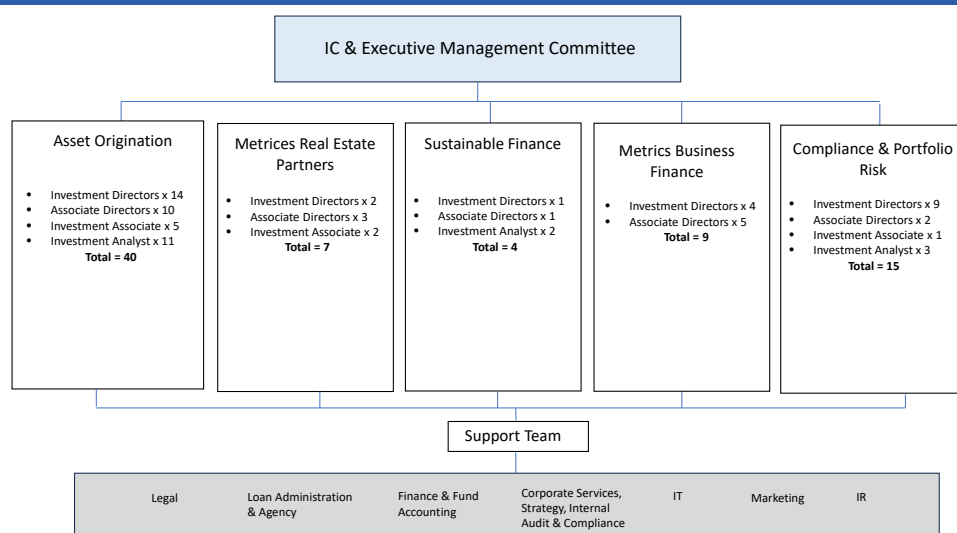 IC & Executive Management Committee
Asset Origination
• Investment Directors x 14
• Associate Directors x 10
• Investment Associate x 5
• Investment Analyst x 11
Total = 40
Metrices Real Estate
Partners
• Investment Directors x 2
• Associate Directors x 3
• Investment Associate x 2
Total = 7
Sustainable Finance
• Investment Directors x 1
• Associate Directors x 1
• Investment Analyst x 2
Total = 4
Metrics Business
Finance
• Investment Directors x 4
• Associate Directors x 5
Total = 9
Compliance & Portfolio
Risk
• Investment Directors x 9
• Associate Directors x 2
• Investment Associate x 1
• Investment Analyst x 3
Total = 15
Support Team
Legal
Loan Administration
& Agency
Finance & Fund
Accounting
Corporate Services,
Strategy, Internal
Audit & Compliance
IT
Marketing
IR